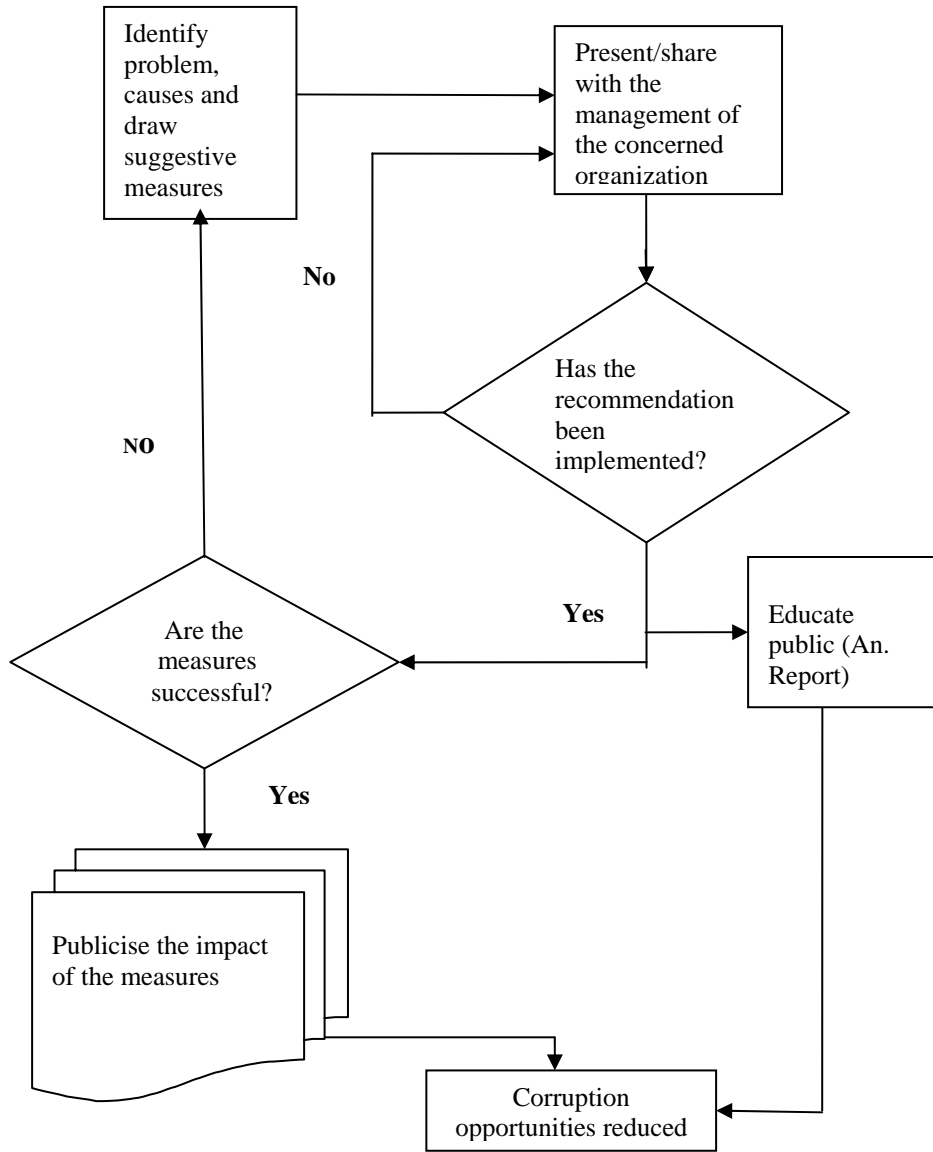 Identify
problem,
causes and
draw
suggestive
measures
Present/share
with the
management of
the concerned
organization
No
Has the
recommendation
been
implemented?
NO
Yes
Educate
public (An.
Report)
Are the
measures
successful?
Yes
Publicise the impact
of the measures
Corruption
opportunities reduced